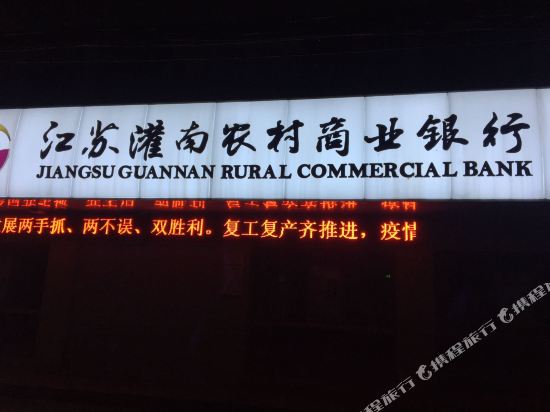 江苏灌南农村商业银行
JIANGSU GUANNAN RURAL COMMERCIAL BANK
展两手抓、两不误、双胜利。复工复产齐推进，疫情
携程旅行@携程旅行